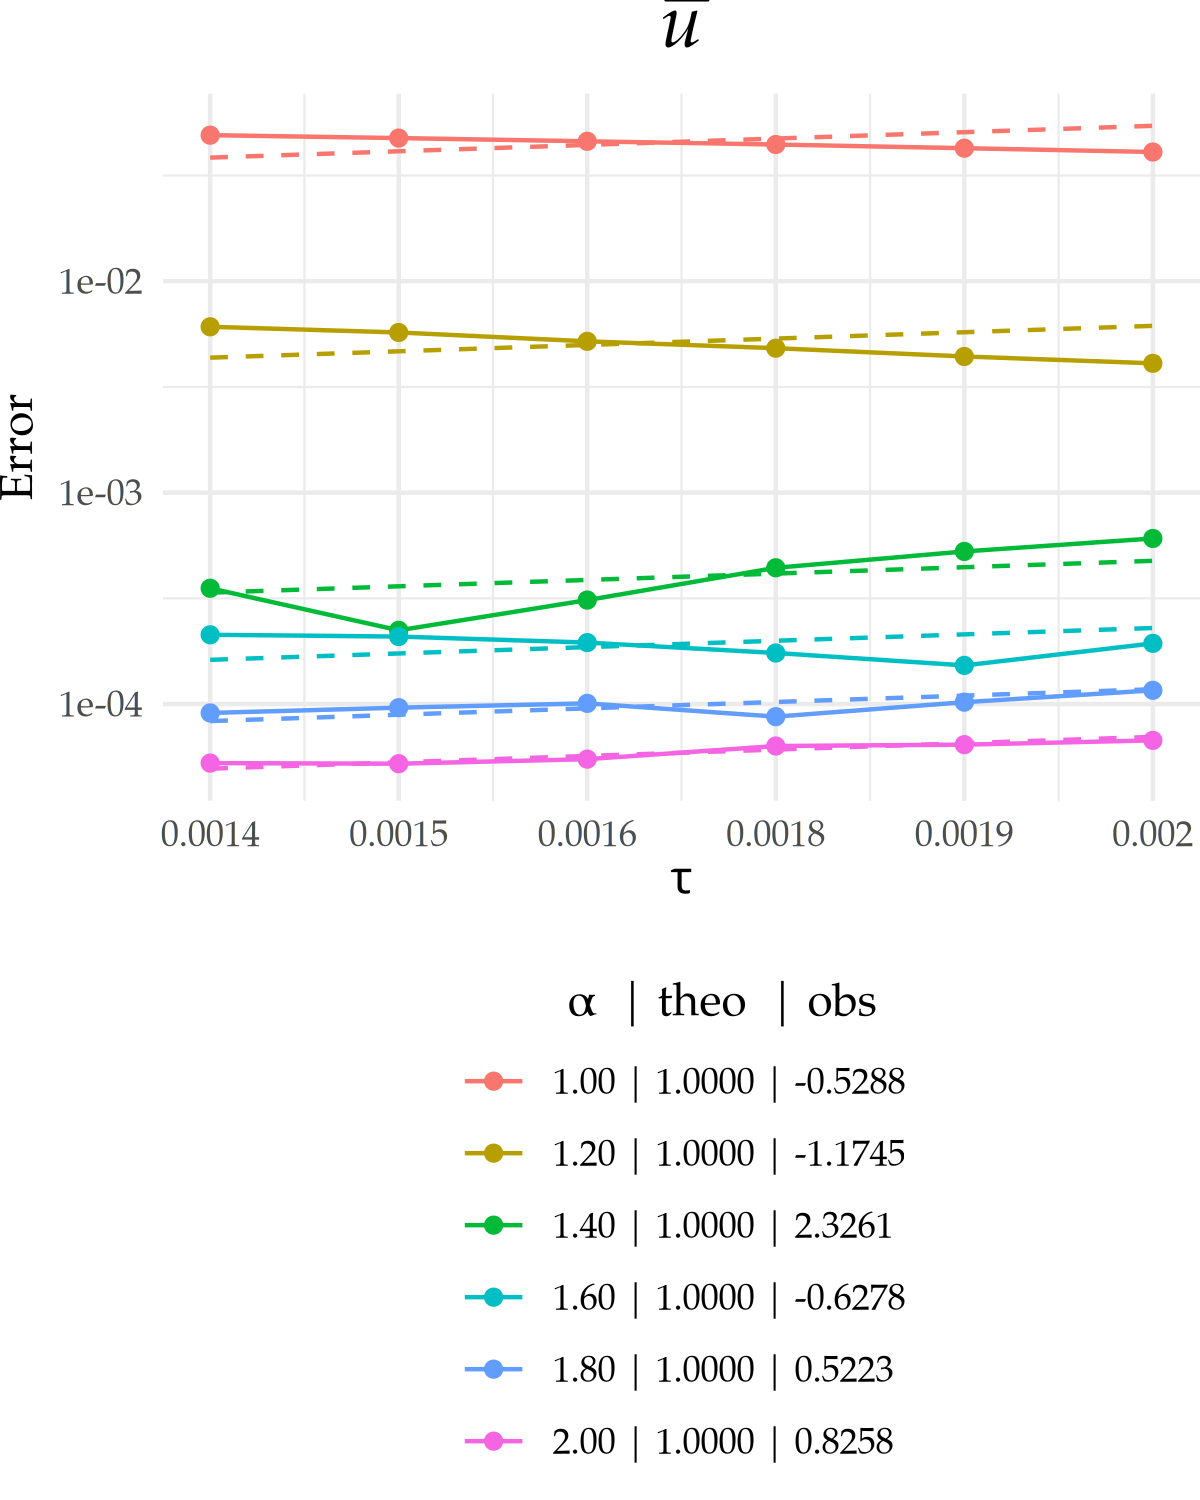 u̅
Error
1e-02
1e-03
1e-04
0.0014 0.0015 0.0016 0.0018 0.0019 0.002
τ
α | theo | obs
1.00 | 1.0000 | -0.5288
1.20 | 1.0000 | -1.1745
1.40 | 1.0000 | 2.3261
1.60 | 1.0000 | -0.6278
1.80 | 1.0000 | 0.5223
2.00 | 1.0000 | 0.8258